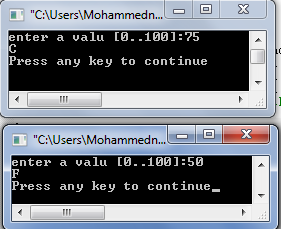 "C:\Users\Mohammedn...
enter a valu [0..100]:75
C
Press any key to continue
"C:\Users\Mohammedn...
enter a valu [0..100]:50
F
Press any key to continue_